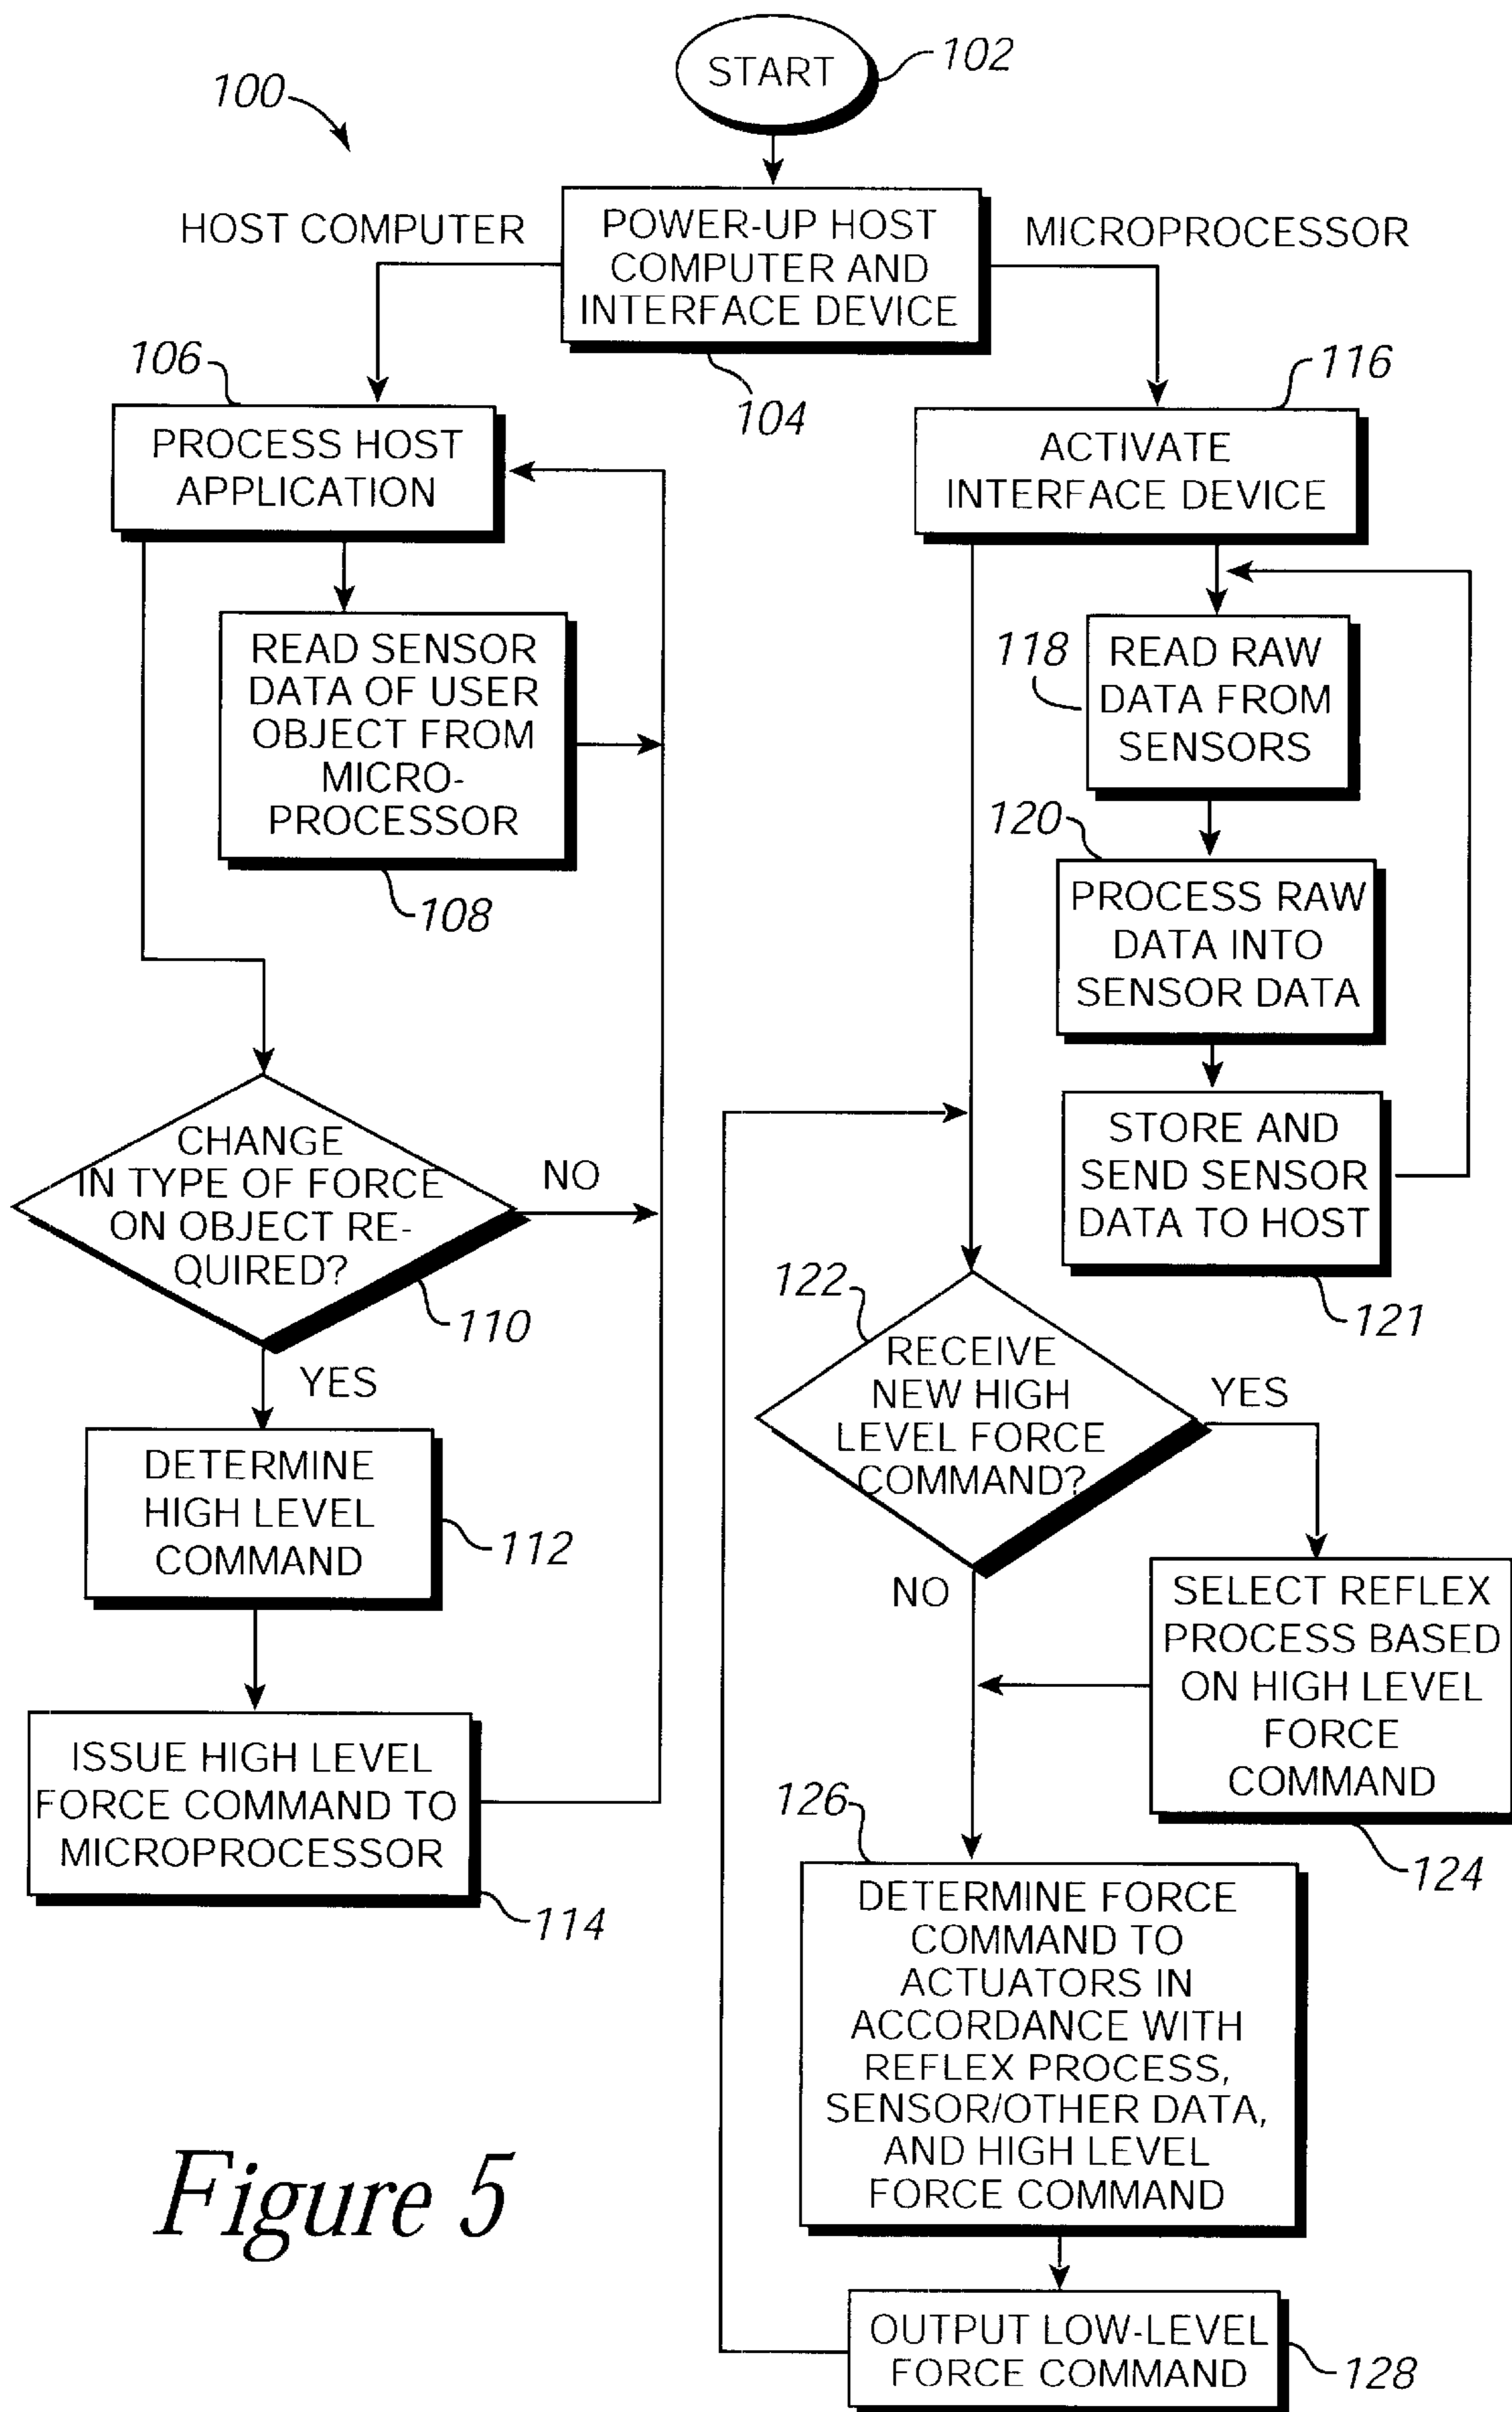 START
102
100
HOST COMPUTER
POWER-UP HOST
COMPUTER AND
INTERFACE DEVICE
MICROPROCESSOR
104
106
PROCESS HOST
APPLICATION
116
ACTIVATE
INTERFACE DEVICE
READ SENSOR
DATA OF USER
OBJECT FROM
MICRO-
PROCESSOR
108
118
READ RAW
DATA FROM
SENSORS
120
PROCESS RAW
DATA INTO
SENSOR DATA
STORE AND
SEND SENSOR
DATA TO HOST
121
CHANGE
IN TYPE OF FORCE
ON OBJECT RE-
QUIRED?
NO
110
YES
DETERMINE
HIGH LEVEL
COMMAND
112
ISSUE HIGH LEVEL
FORCE COMMAND TO
MICROPROCESSOR
114
122
RECEIVE
NEW HIGH
LEVEL FORCE
COMMAND?
YES
NO
SELECT REFLEX
PROCESS BASED
ON HIGH LEVEL
FORCE
COMMAND
124
126
DETERMINE FORCE
COMMAND TO
ACTUATORS IN
ACCORDANCE WITH
REFLEX PROCESS,
SENSOR/OTHER DATA,
AND HIGH LEVEL
FORCE COMMAND
OUTPUT LOW-LEVEL
FORCE COMMAND
128
Figure 5